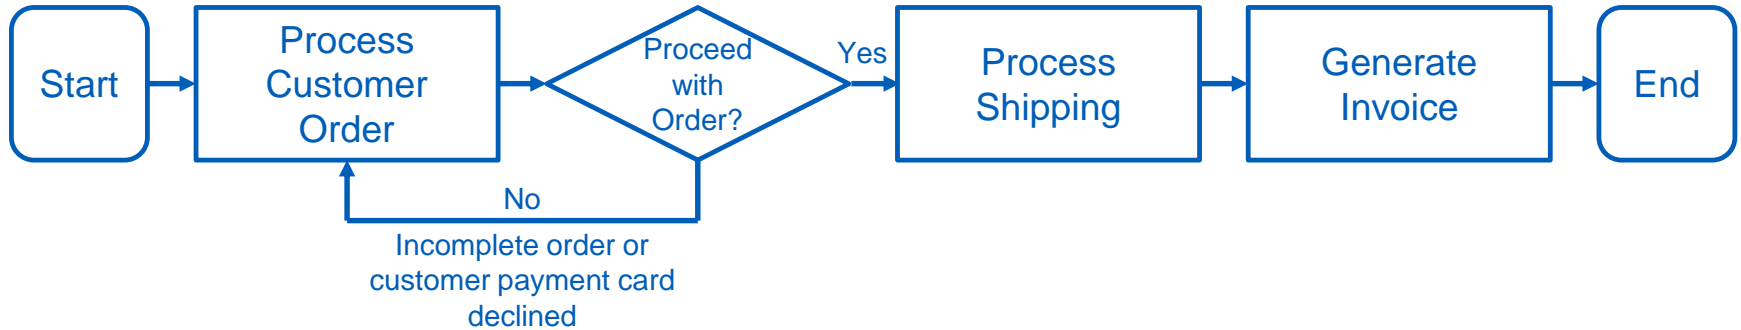 Start
Process
Customer
Order
Proceed
with
Order?
Yes
Process
Shipping
Generate
Invoice
End
No
Incomplete order or
customer payment card
declined